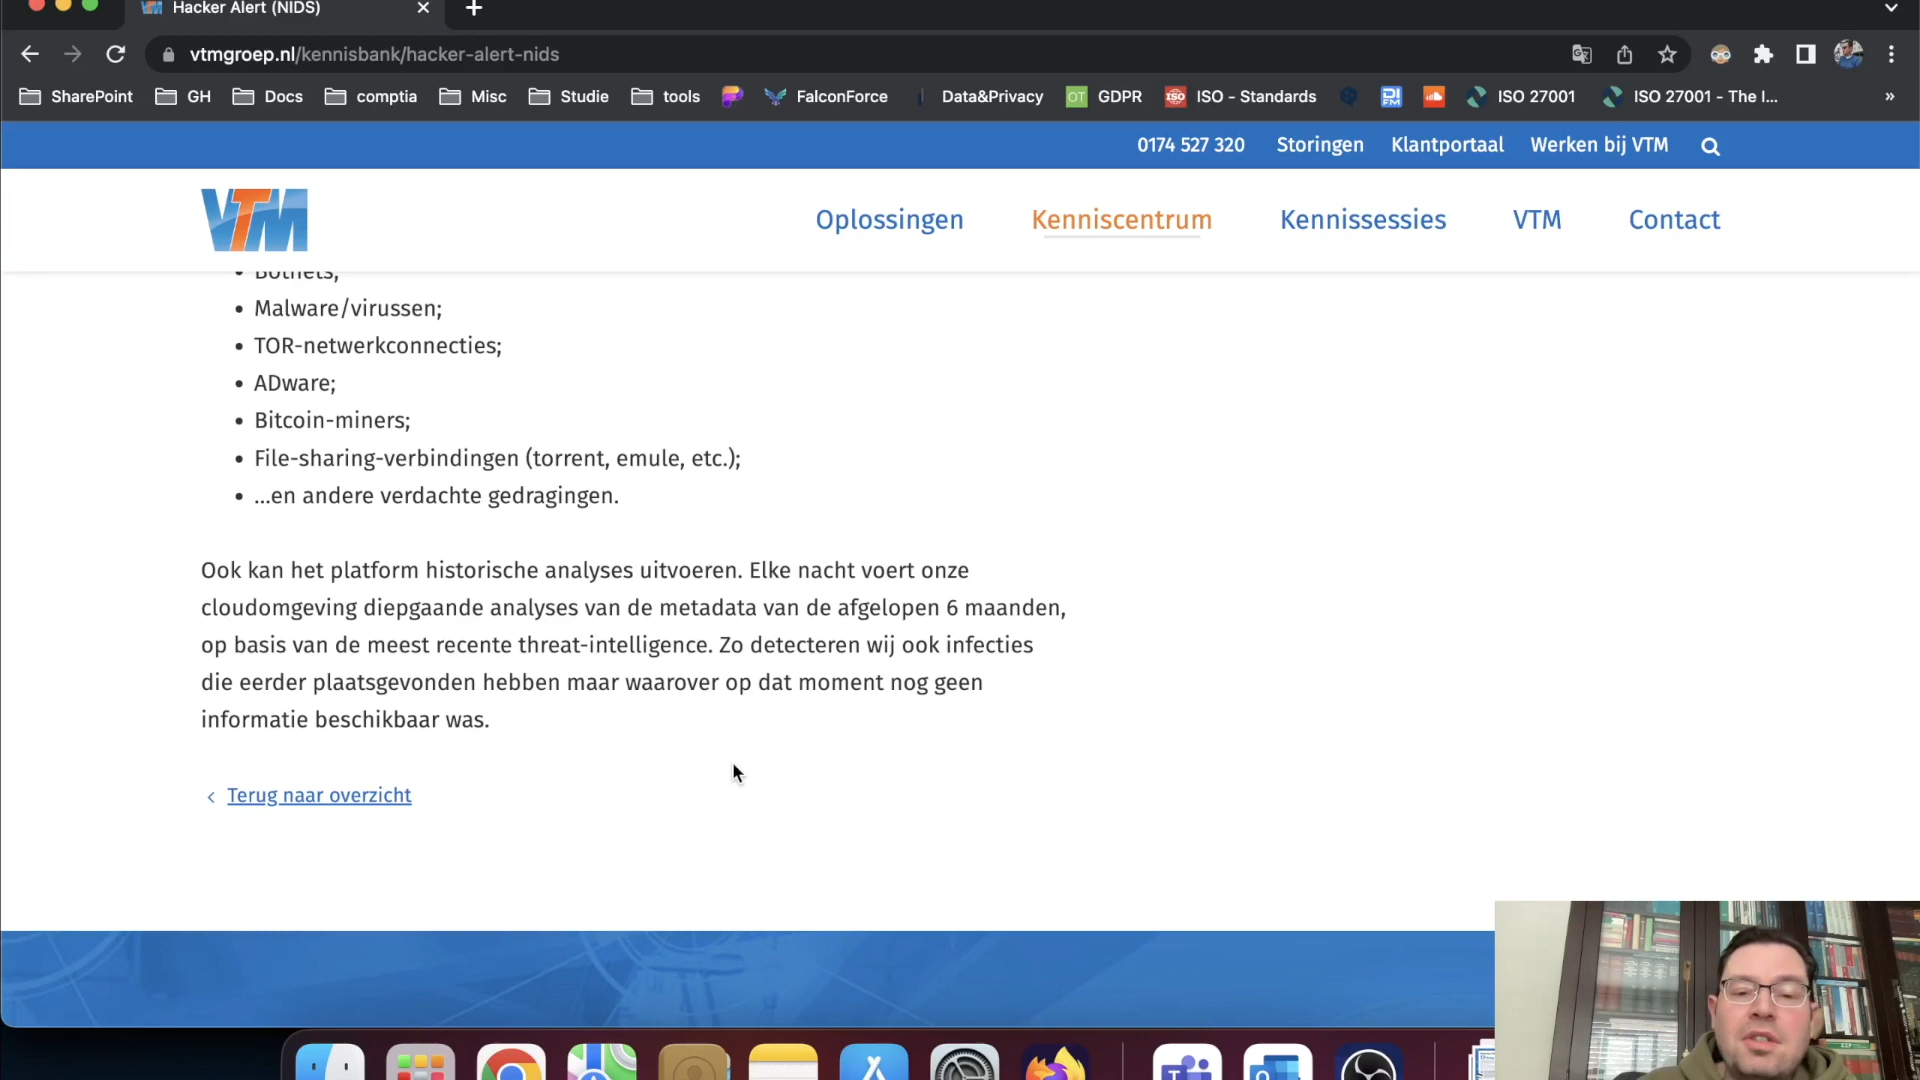 Hacker Alert (NIDS)
vtmgroep.nl/kennisbank/hacker-alert-nids
SharePoint GH Docs comptia Misc Studie tools FalconForce Data&Privacy OT GDPR ISO ISO - Standards DI.FM ISO 27001 ISO 27001 - The I... »
0174 527 320 Storingen Klantportaal Werken bij VTM
VTM Oplossingen Kenniscentrum Kennissessies VTM Contact
• Botnets;
• Malware/virussen;
• TOR-netwerkconnecties;
• ADware;
• Bitcoin-miners;
• File-sharing-verbindingen (torrent, emule, etc.);
• ...en andere verdachte gedragingen.
Ook kan het platform historische analyses uitvoeren. Elke nacht voert onze
cloudomgeving diepgaande analyses van de metadata van de afgelopen 6 maanden,
op basis van de meest recente threat-intelligence. Zo detecteren wij ook infecties
die eerder plaatsgevonden hebben maar waarover op dat moment nog geen
informatie beschikbaar was.
‹ Terug naar overzicht